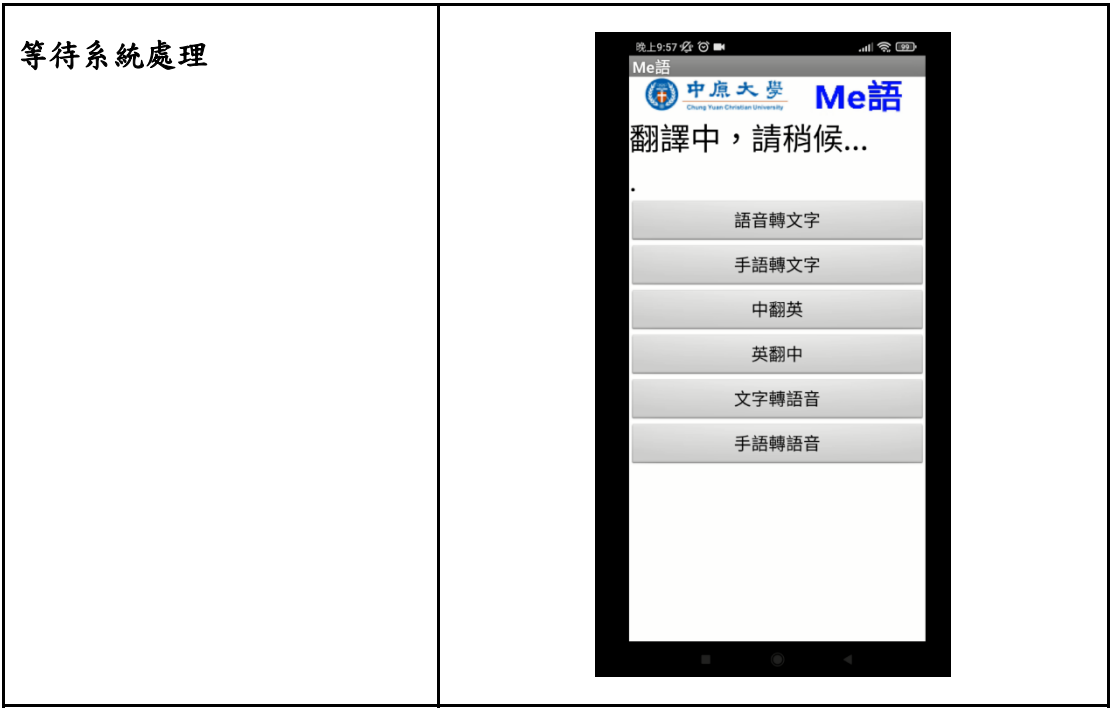 等待系統處理
晚上9:57 99
Me語
中原大學 Me語
Chung Yuan Christian University
翻譯中，請稍候...
.
語音轉文字
手語轉文字
中翻英
英翻中
文字轉語音
手語轉語音